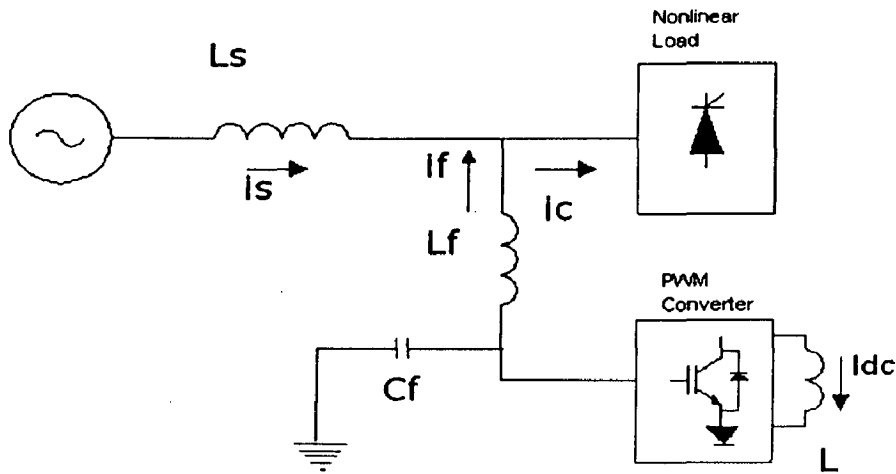 Nonlinear
Load
Ls
is
if
ic
Lf
PWM
Converter
Cf
Idc
L